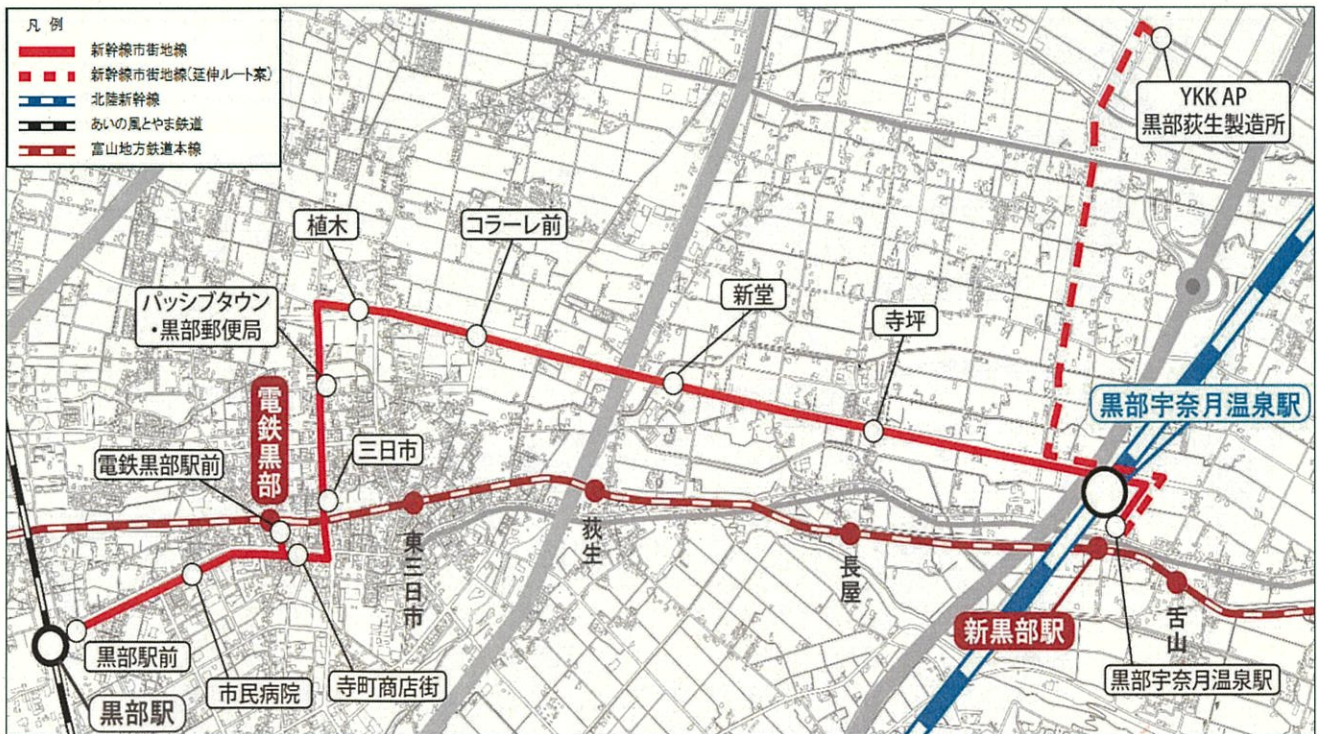 凡 例
新幹線市街地線
新幹線市街地線(延伸ルート案)
北陸新幹線
あいの風とやま鉄道
富山地方鉄道本線
YKK AP
黒部荻生製造所
植木
コラーレ前
パッシブタウン
・黒部郵便局
新堂
寺坪
黒部宇奈月温泉駅
電鉄黒部
電鉄黒部駅前
三日市
東三日市
荻生
長屋
新黒部駅
舌山
黒部駅前
市民病院
寺町商店街
黒部宇奈月温泉駅
黒部駅